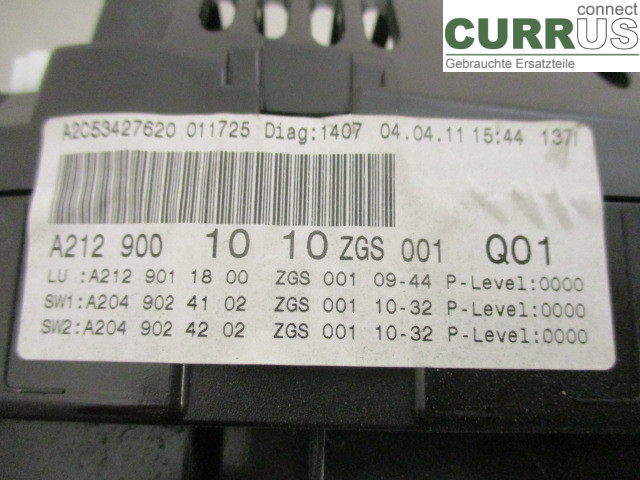 connect
CURRUS
Gebrauchte Ersatzteile
A2C53427620 011725 Diag:1407 04.04.11 15:44 1371
A212 900 10 10 ZGS 001 Q01
LU :A212 901 18 00 ZGS 001 09-44 P-Level:0000
SW1:A204 902 41 02 ZGS 001 10-32 P-Level:0000
SW2:A204 902 42 02 ZGS 001 10-32 P-Level:0000